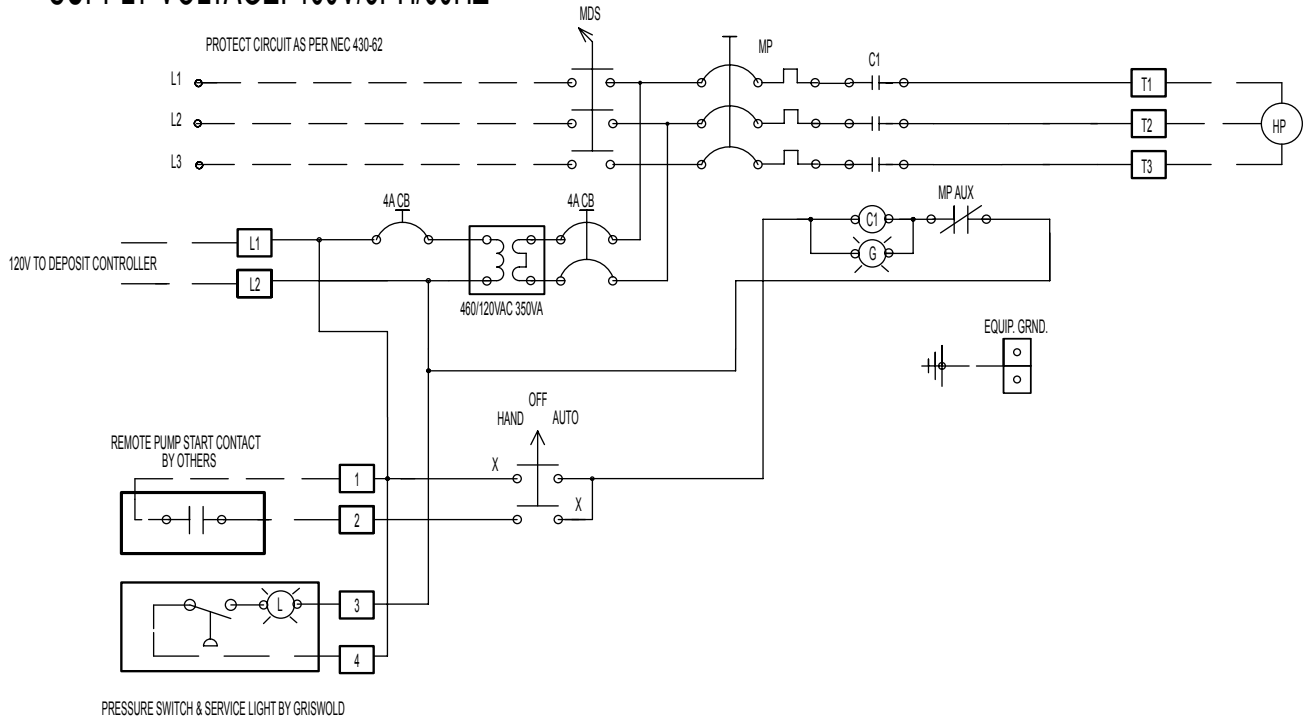 MDS
PROTECT CIRCUIT AS PER NEC 430-62
MP
C1
L1
T1
L2
T2
HP
L3
T3
4A CB
4A CB
MP AUX
C1
L1
G
120V TO DEPOSIT CONTROLLER
L2
460/120VAC 350VA
EQUIP. GRND.
OFF
HAND
AUTO
REMOTE PUMP START CONTACT
BY OTHERS
X
1
X
2
L
3
4
PRESSURE SWITCH & SERVICE LIGHT BY GRISWOLD